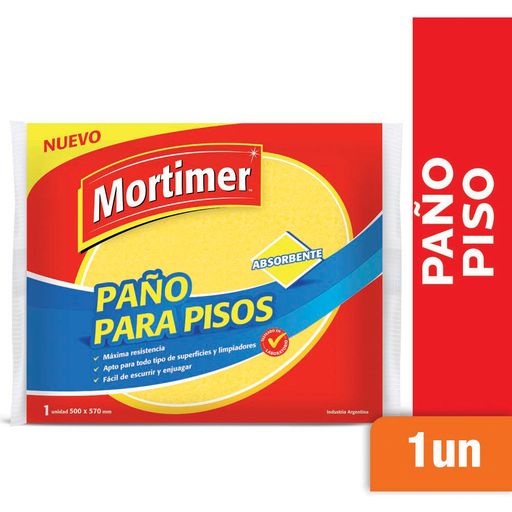 NUEVO
Mortimer
ABSORBENTE
PAÑO
PARA PISOS
Máxima resistencia
Apto para todo tipo de superficies y limpiadores
Fácil de escurrir y enjuagar
1 unidad 500 x 570 mm
Industria Argentina
PAÑO
PISO
1un